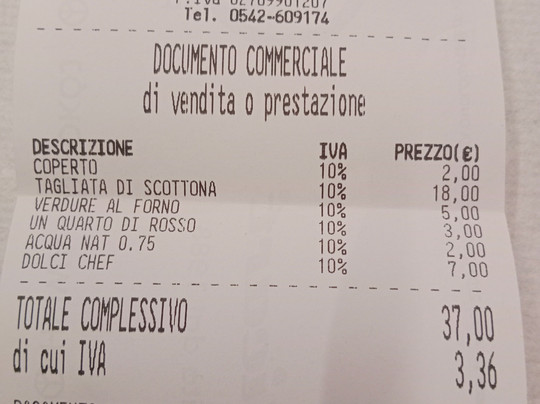 Tel. 0542-609174
DOCUMENTO COMMERCIALE
di vendita o prestazione
DESCRIZIONE IVA PREZZO(€)
COPERTO 10% 2,00
TAGLIATA DI SCOTTONA 10% 18,00
VERDURE AL FORNO 10% 5,00
UN QUARTO DI ROSSO 10% 3,00
ACQUA NAT 0.75 10% 2,00
DOLCI CHEF 10% 7,00
TOTALE COMPLESSIVO 37,00
di cui IVA 3,36